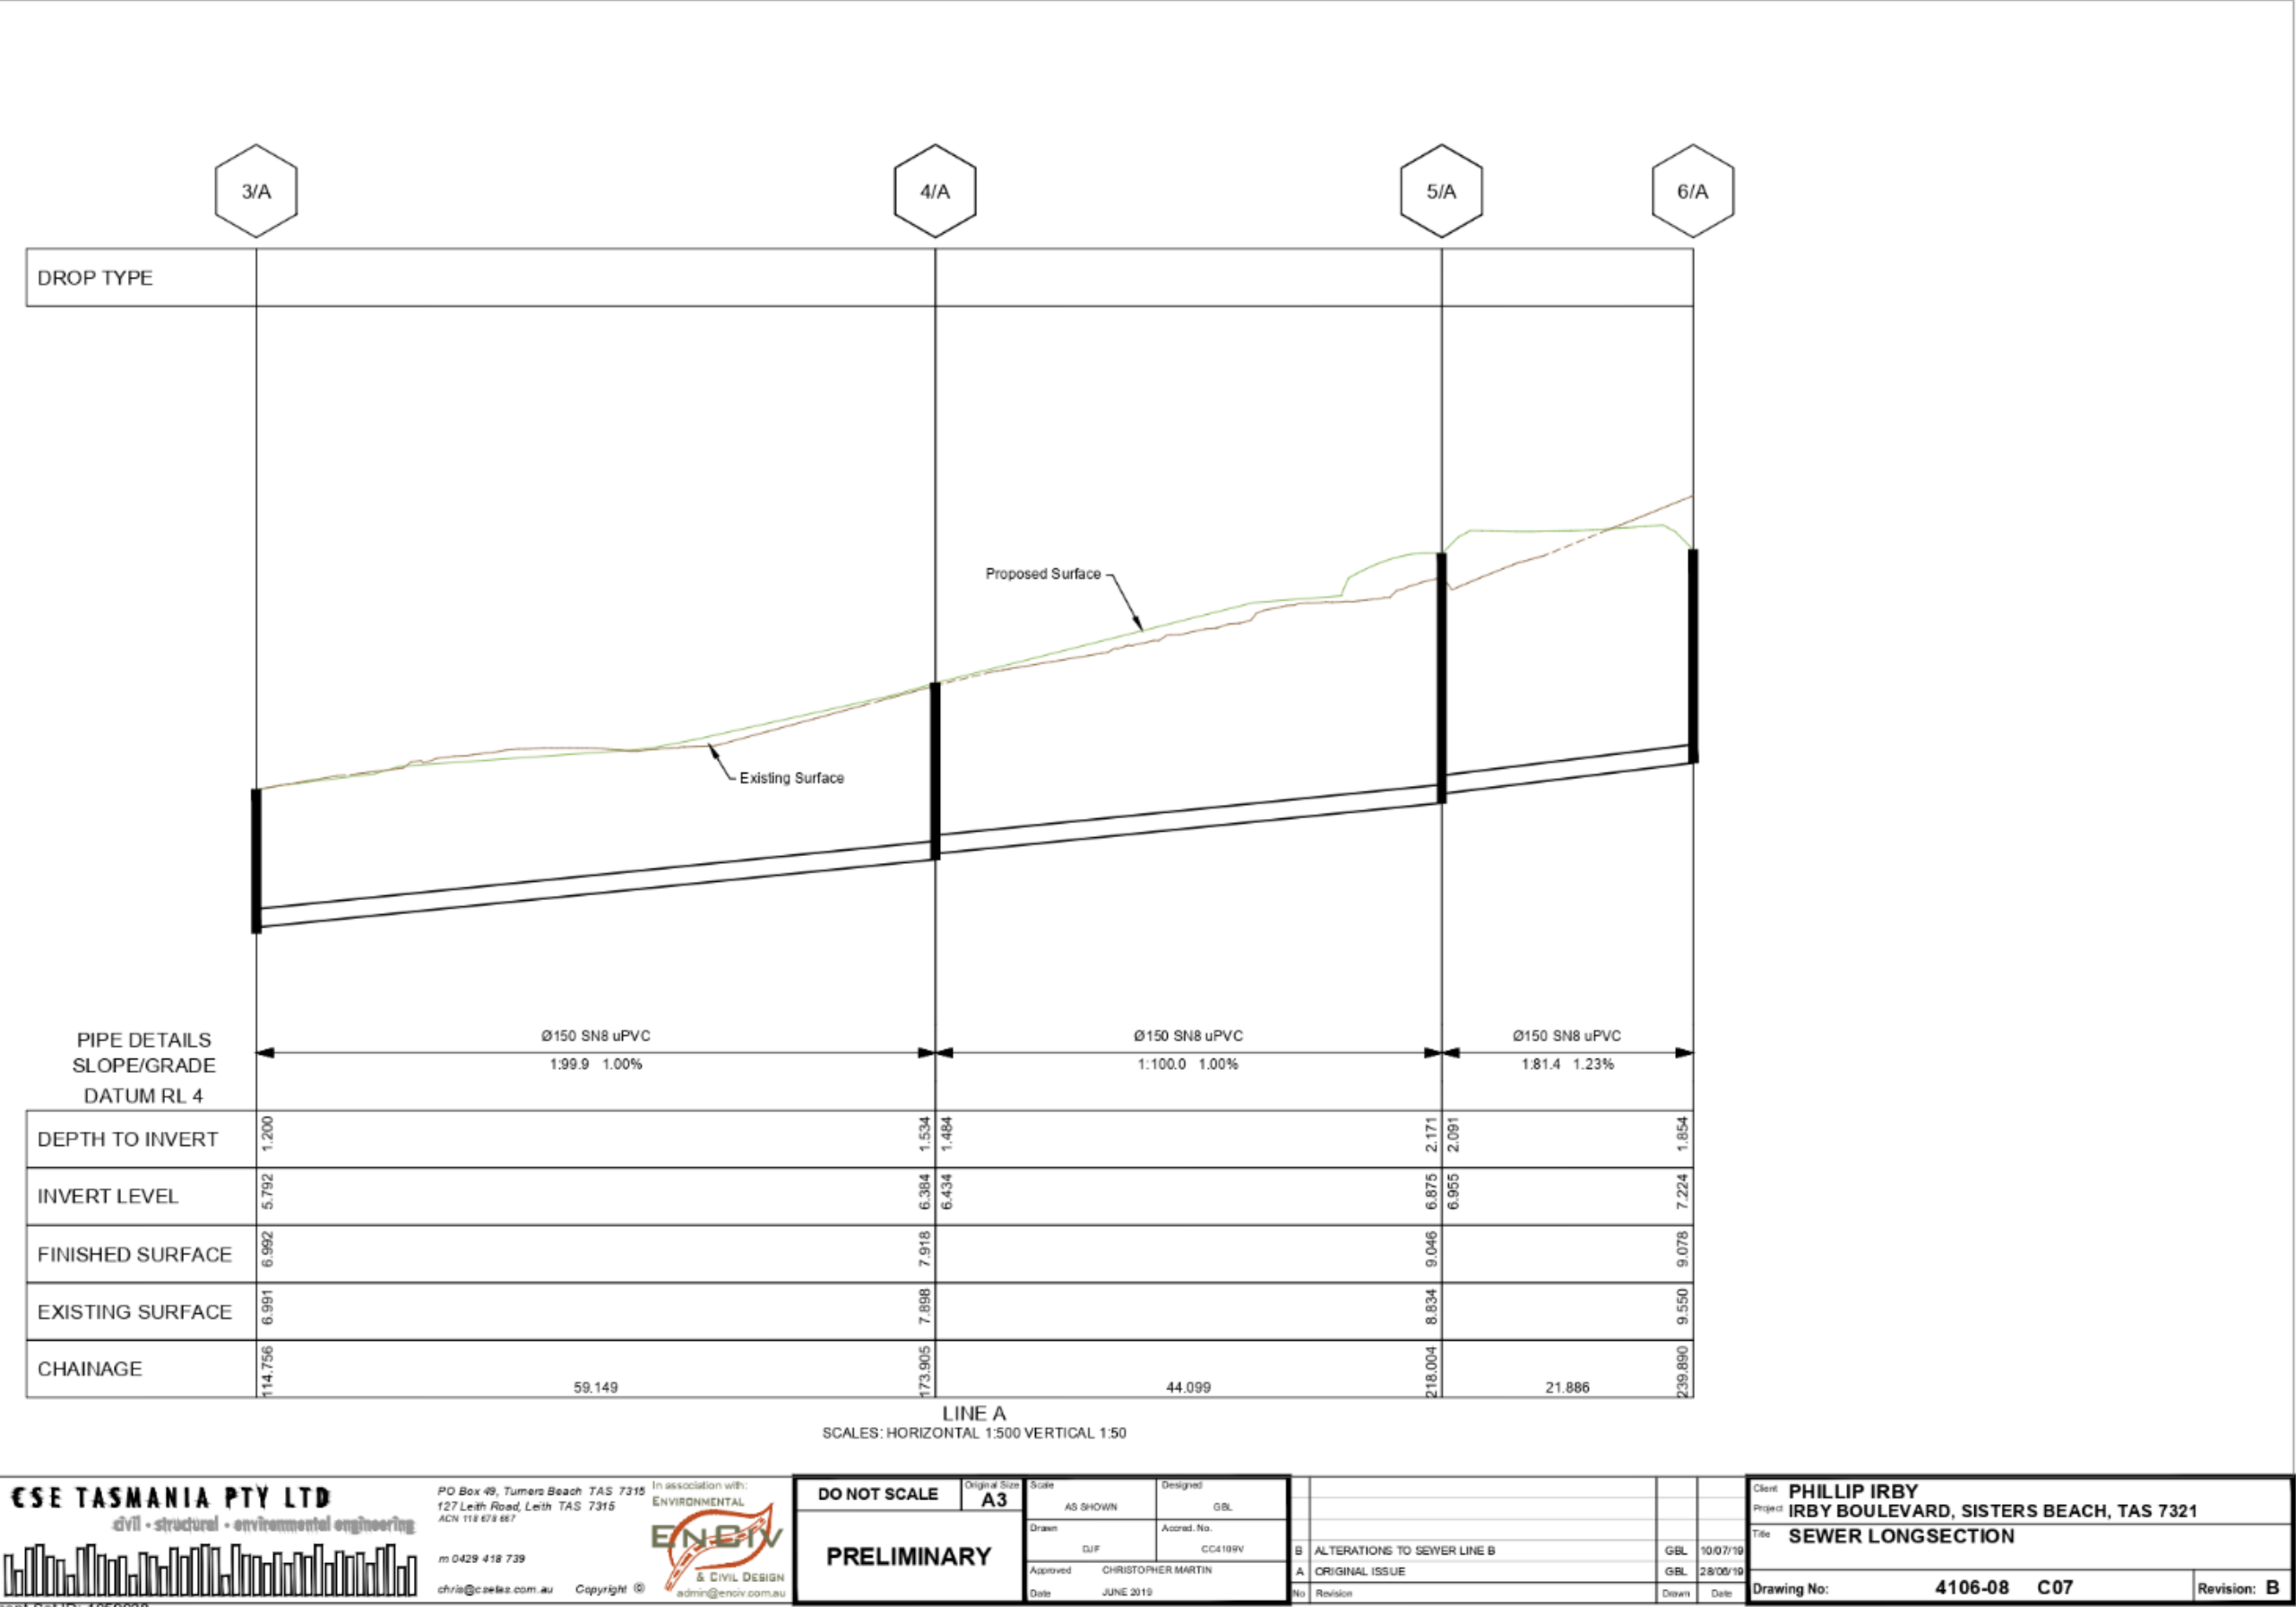 3/A 4/A 5/A 6/A
DROP TYPE
Proposed Surface
Existing Surface
PIPE DETAILS
SLOPE/GRADE
Ø150 SN8 uPVC Ø150 SN8 uPVC Ø150 SN8 uPVC
1:99.9 1.00% 1:100.0 1.00% 1:81.4 1.23%
DATUM RL 4
DEPTH TO INVERT 1.200 1.534 1.484 2.171 2.091 1.854
INVERT LEVEL 5.792 6.384 6.434 6.875 6.955 7.224
FINISHED SURFACE 6.992 7.918 9.046 9.078
EXISTING SURFACE 6.991 7.898 8.834 9.550
CHAINAGE 114.756 173.905 218.004 239.890
59.149 44.099 21.886
LINE A
SCALES: HORIZONTAL 1:500 VERTICAL 1:50
CSE TASMANIA PTY LTD
civil - structural - environmental engineering
PO Box 49, Turners Beach TAS 7315
127 Leith Road, Leith TAS 7315
ACN 118 678 667
m 0429 418 739
chris@csetas.com.au Copyright ©
In association with:
ENVIRONMENTAL
ENCIV
& CIVIL DESIGN
admin@enciv.com.au
DO NOT SCALE
Original Size
A3
PRELIMINARY
Scale
AS SHOWN
Designed
GBL
Drawn
DJF
Accred. No.
CC4109V
Approved CHRISTOPHER MARTIN
Date JUNE 2019
B ALTERATIONS TO SEWER LINE B GBL 10/07/19
A ORIGINAL ISSUE GBL 28/06/19
No Revision Drawn Date
Client PHILLIP IRBY
Project IRBY BOULEVARD, SISTERS BEACH, TAS 7321
Title SEWER LONGSECTION
Drawing No: 4106-08 C07 Revision: B